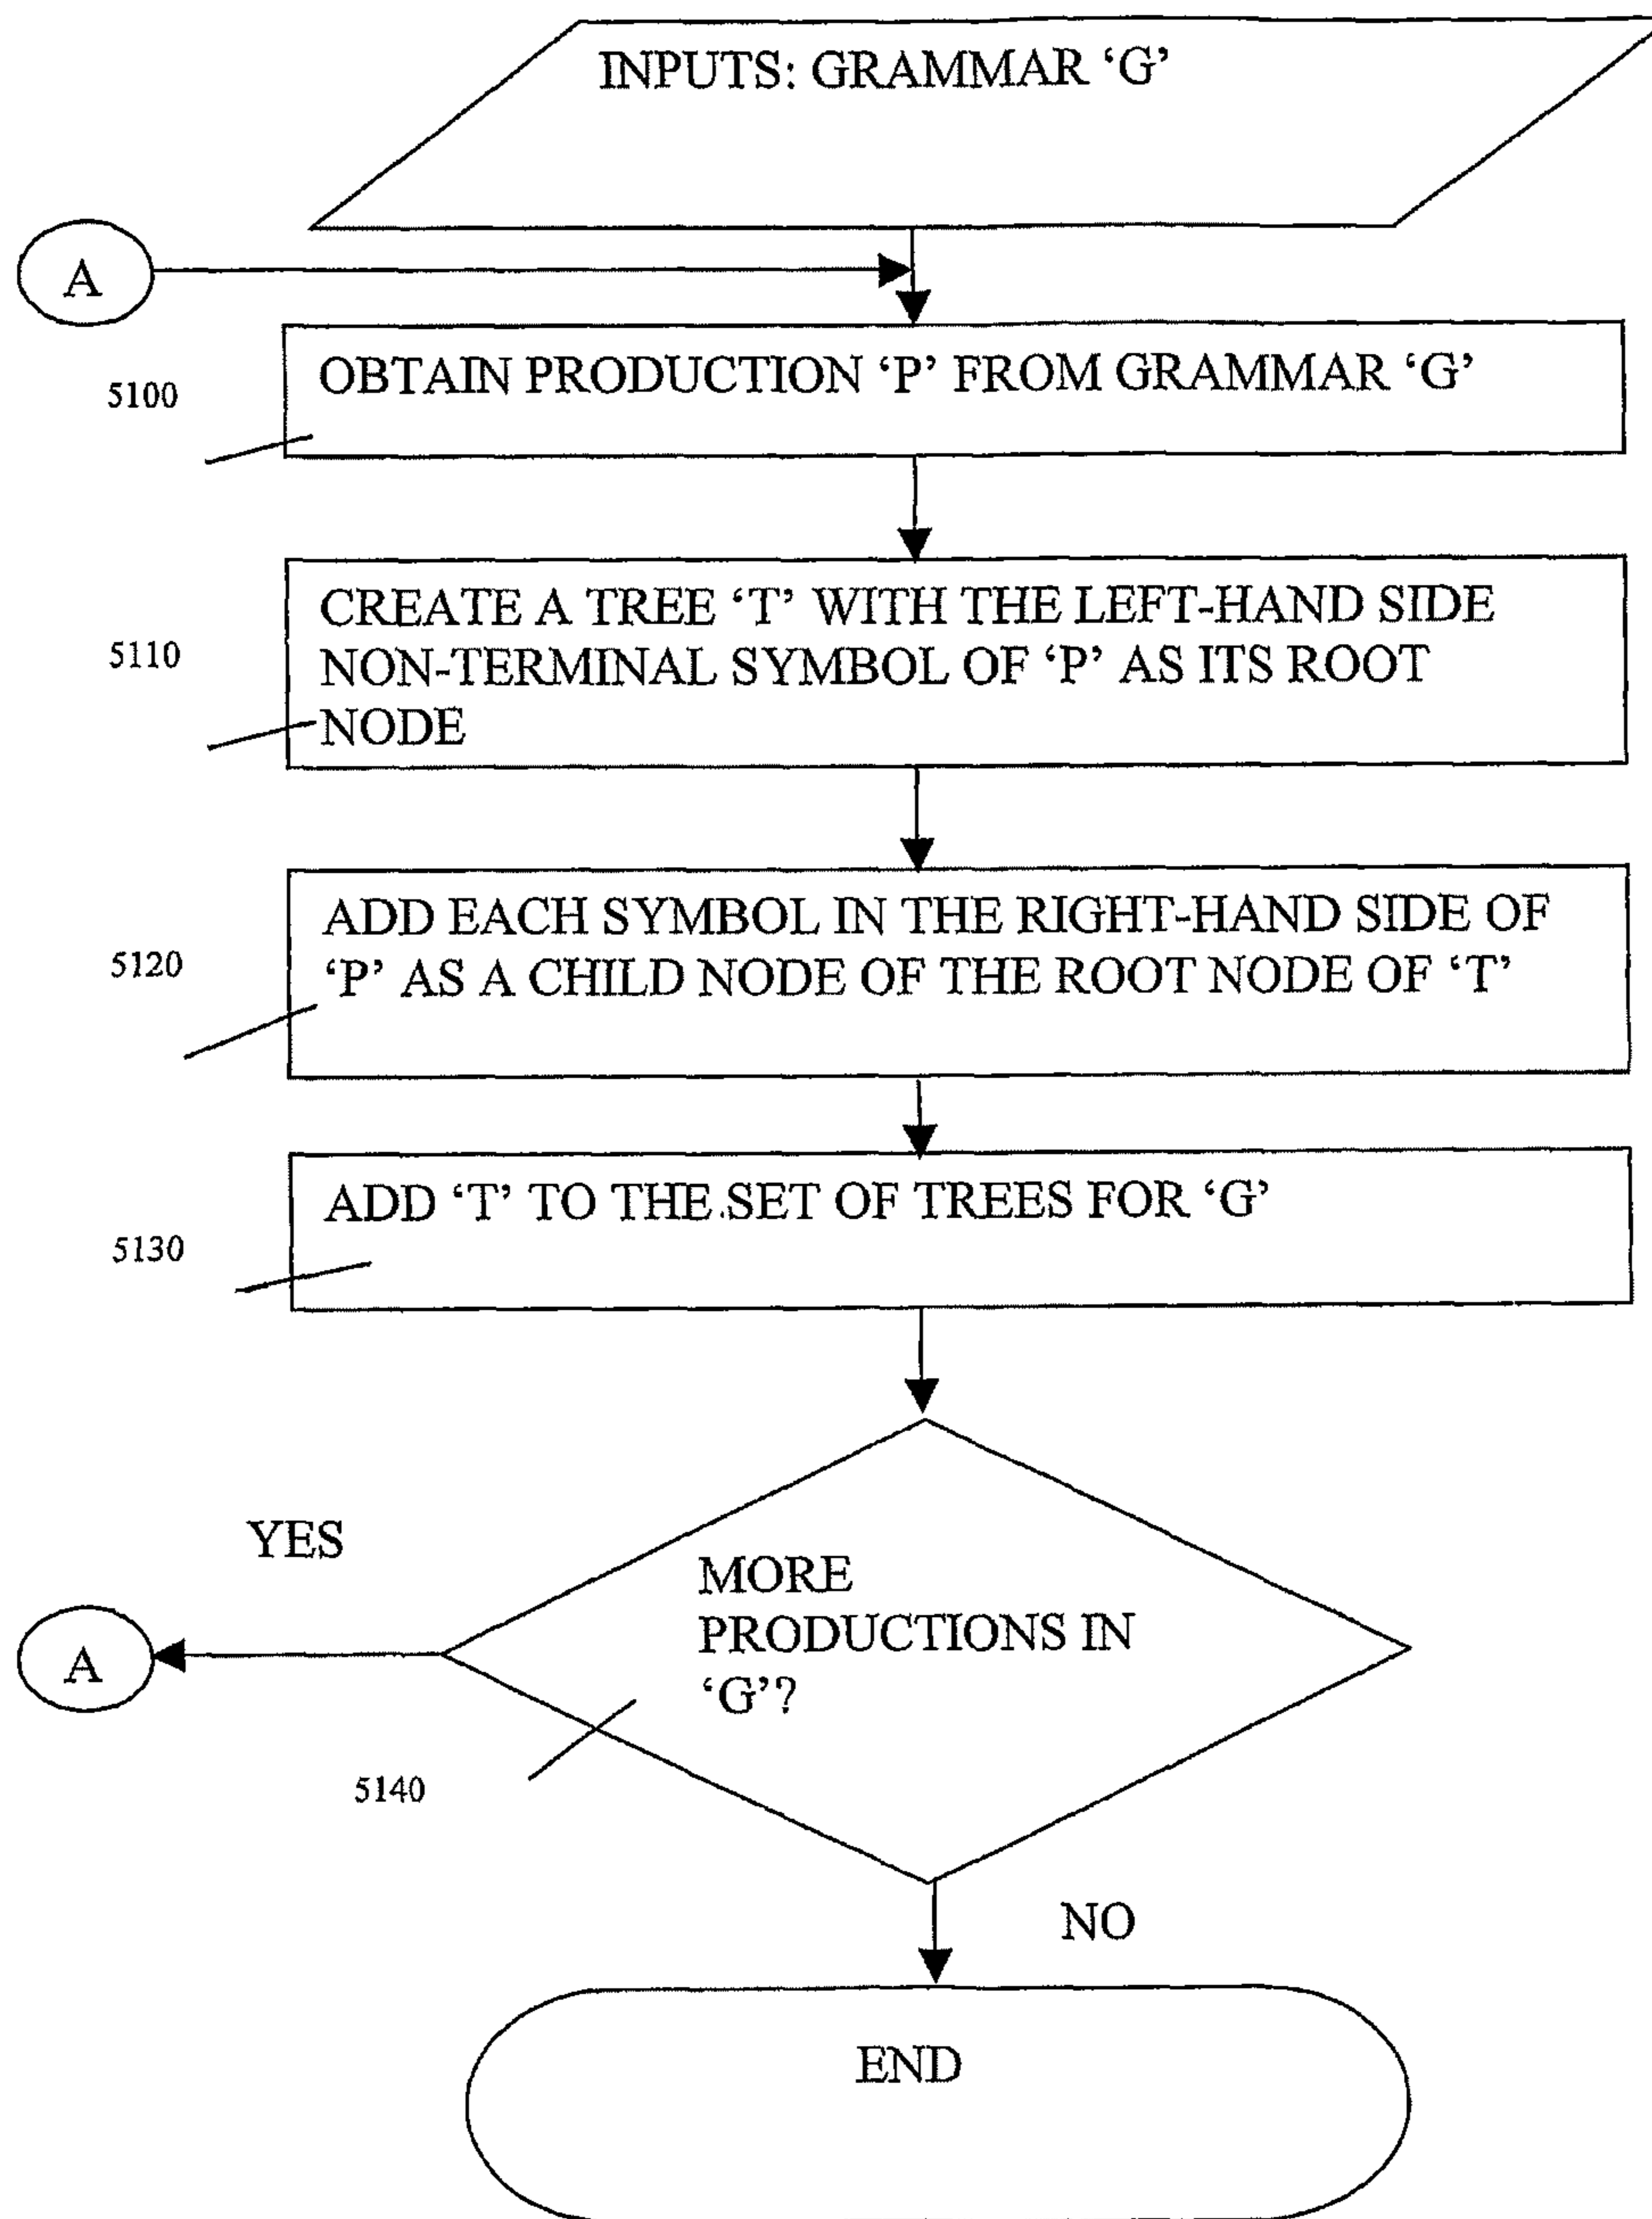 INPUTS: GRAMMAR ‘G’
A
5100
OBTAIN PRODUCTION ‘P’ FROM GRAMMAR ‘G’
5110
CREATE A TREE ‘T’ WITH THE LEFT-HAND SIDE
NON-TERMINAL SYMBOL OF ‘P’ AS ITS ROOT
NODE
5120
ADD EACH SYMBOL IN THE RIGHT-HAND SIDE OF
‘P’ AS A CHILD NODE OF THE ROOT NODE OF ‘T’
5130
ADD ‘T’ TO THE SET OF TREES FOR ‘G’
YES
MORE
PRODUCTIONS IN
‘G’?
A
5140
NO
END